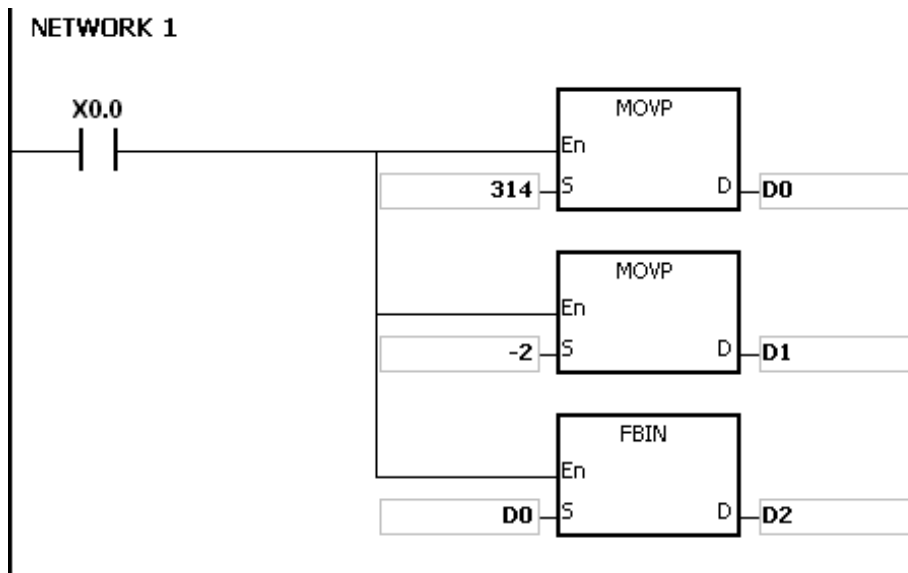 NETWORK 1
X0.0
MOVP
En
314 S D D0
MOVP
En
-2 S D D1
FBIN
En
D0 S D D2